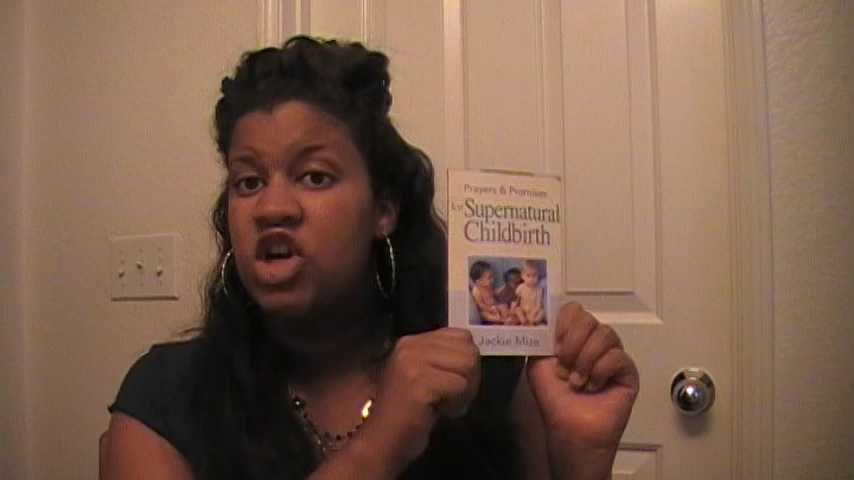 Prayers & Promises
for Supernatural
Childbirth
Jackie Mize